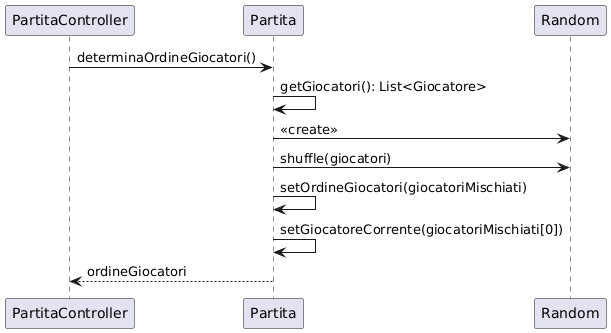 PartitaController Partita Random
determinaOrdineGiocatori()
getGiocatori(): List<Giocatore>
«create»
shuffle(giocatori)
setOrdineGiocatori(giocatoriMischiati)
setGiocatoreCorrente(giocatoriMischiati[0])
ordineGiocatori
PartitaController Partita Random